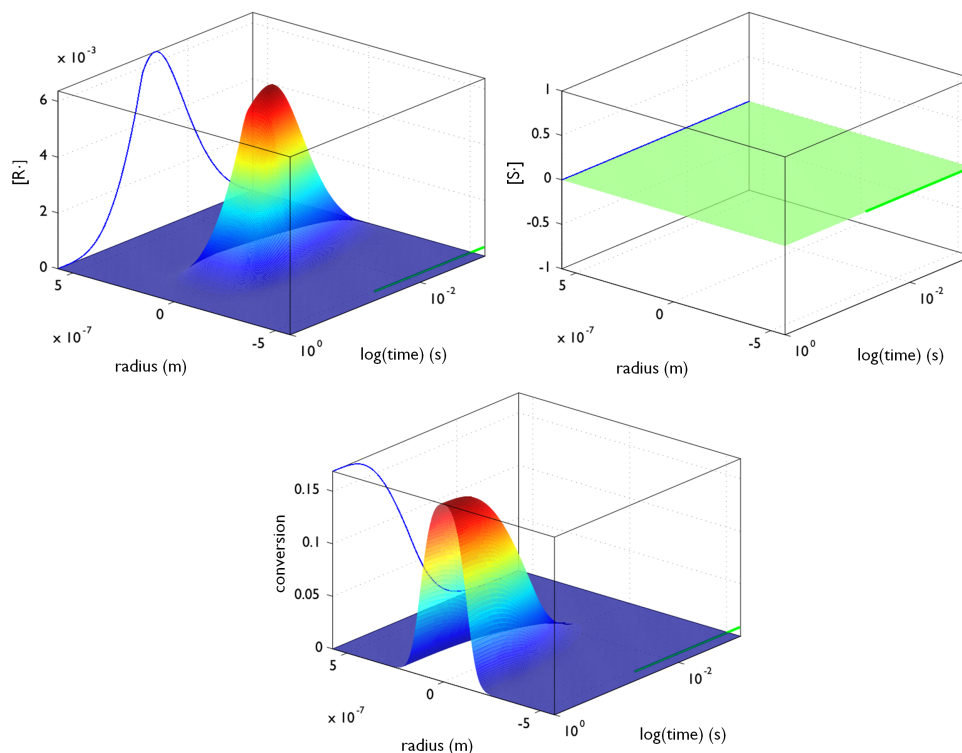 x 10-3
6
4
2
0
[R·]
5
0
-5
x 10-7
radius (m)
100
10-2
log(time) (s)
1
0.5
0
-0.5
-1
[S·]
5
0
-5
x 10-7
radius (m)
100
10-2
log(time) (s)
0.15
0.1
0.05
0
conversion
5
0
-5
x 10-7
radius (m)
100
10-2
log(time) (s)